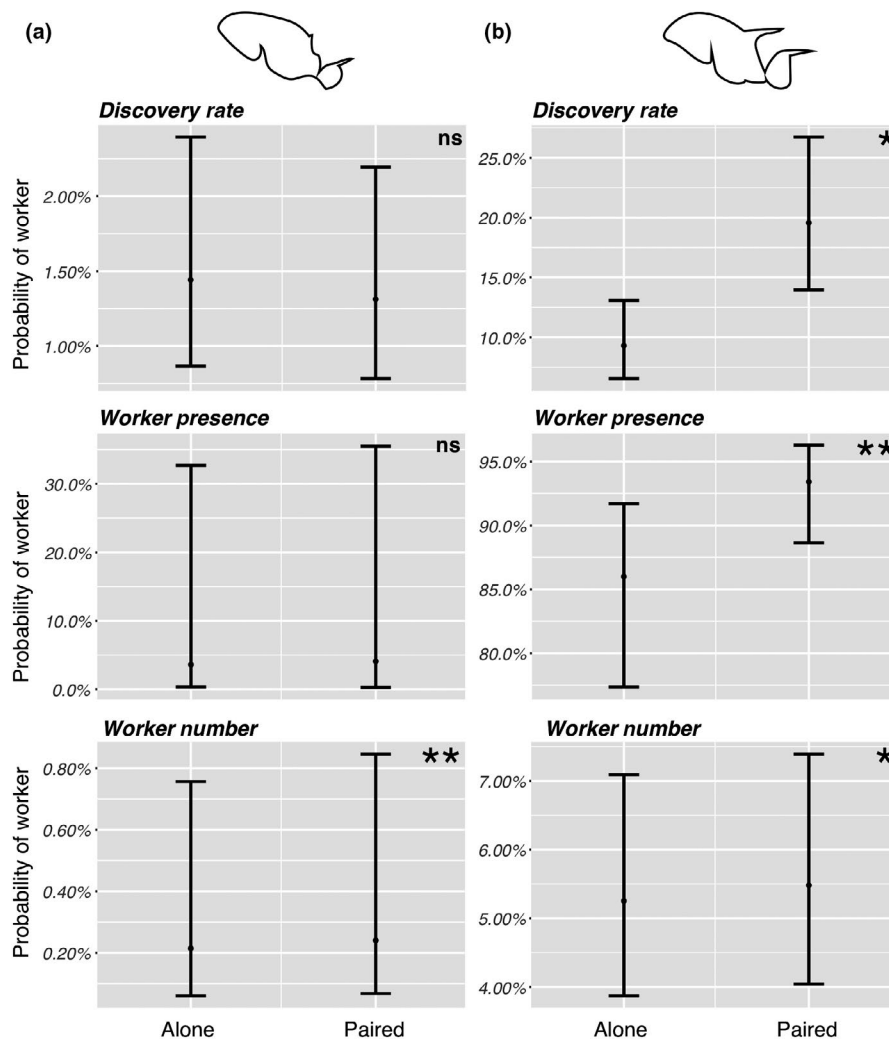 (a)
(b)
Discovery rate
ns
Probability of worker
2.00%
1.50%
1.00%
Discovery rate
*
25.0%
20.0%
15.0%
10.0%
Worker presence
ns
Probability of worker
30.0%
20.0%
10.0%
0.0%
Worker presence
**
95.0%
90.0%
85.0%
80.0%
Worker number
**
Probability of worker
0.80%
0.60%
0.40%
0.20%
Worker number
*
7.00%
6.00%
5.00%
4.00%
Alone
Paired
Alone
Paired